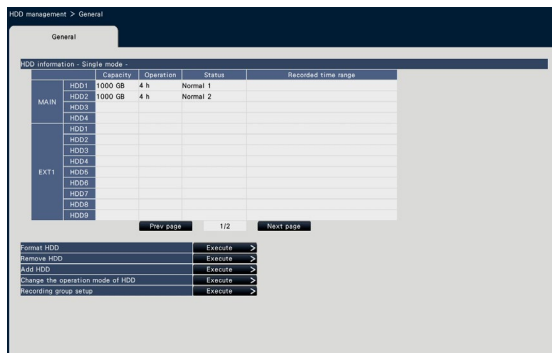 HDD management > General
General
HDD information - Single mode -
Capacity Operation Status Recorded time range
MAIN
HDD1 1000 GB 4 h Normal 1
HDD2 1000 GB 4 h Normal 2
HDD3
HDD4
EXT1
HDD1
HDD2
HDD3
HDD4
HDD5
HDD6
HDD7
HDD8
HDD9
Prev page 1/2 Next page
Format HDD Execute >
Remove HDD Execute >
Add HDD Execute >
Change the operation mode of HDD Execute >
Recording group setup Execute >